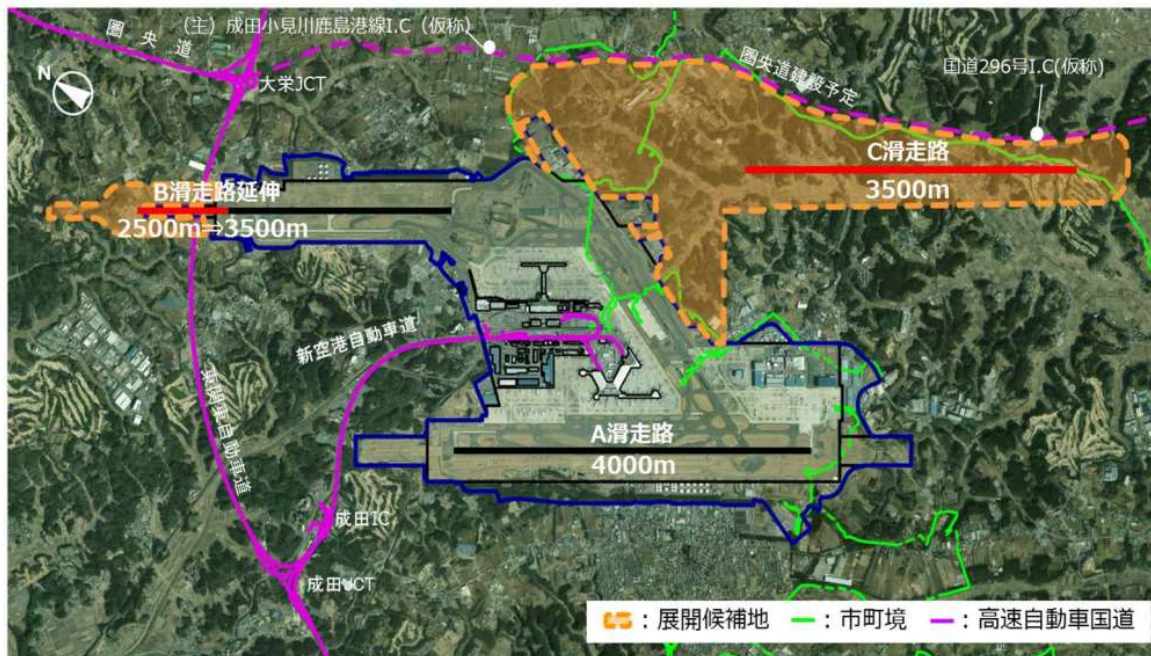 (主) 成田小見川鹿島港線I.C (仮称)
圏央道
N
大栄JCT
圏央道建設予定
国道296号I.C(仮称)
C滑走路
3500m
B滑走路延伸
2500m⇒3500m
新空港自動車道
東関東自動車道
A滑走路
4000m
成田IC
成田JCT
：展開候補地
：市町境
：高速自動車国道